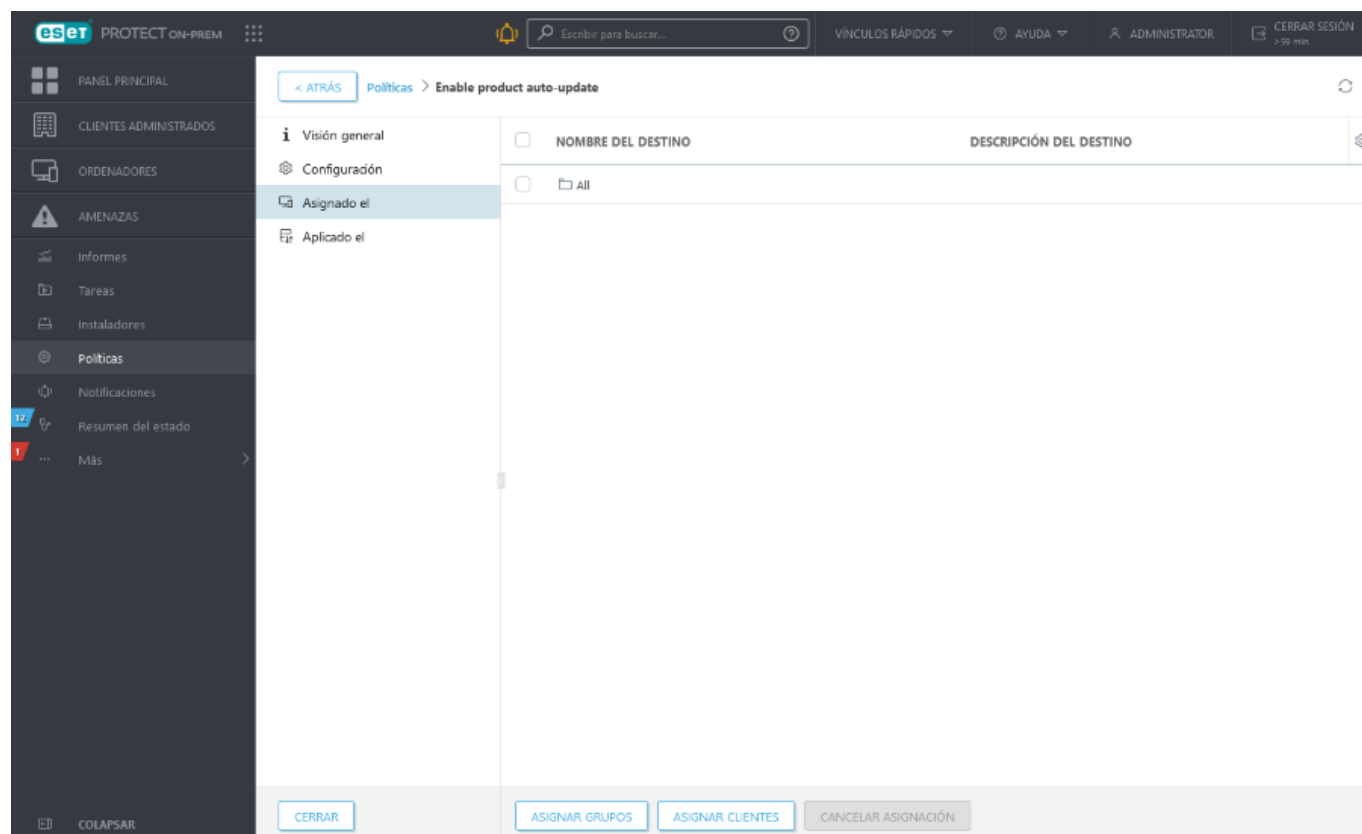 eset PROTECT ON-PREM
Escribir para buscar...
VÍNCULOS RÁPIDOS
AYUDA
ADMINISTRATOR
CERRAR SESIÓN
>59 min
PANEL PRINCIPAL
CLIENTES ADMINISTRADOS
ORDENADORES
AMENAZAS
Informes
Tareas
Instaladores
Políticas
Notificaciones
12
Resumen del estado
1
Más
COLAPSAR
< ATRÁS
Políticas > Enable product auto-update
Visión general
Configuración
Asignado el
Aplicado el
NOMBRE DEL DESTINO
DESCRIPCIÓN DEL DESTINO
All
CERRAR
ASIGNAR GRUPOS
ASIGNAR CLIENTES
CANCELAR ASIGNACIÓN